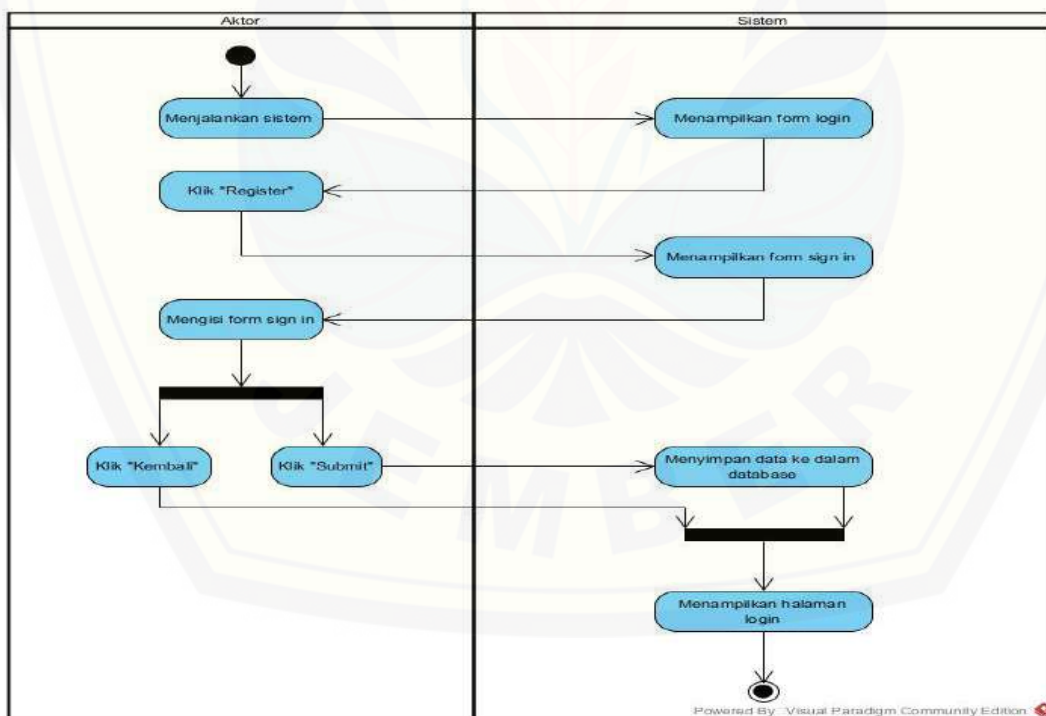 Aktor
Sistem
Menjalankan sistem
Menampilkan form login
Klik "Register"
Menampilkan form sign in
Mengisi form sign in
Klik "Kembali"
Klik "Submit"
Menyimpan data ke dalam
database
Menampilkan halaman
login
JEMBER
Powered By Visual Paradigm Community Edition